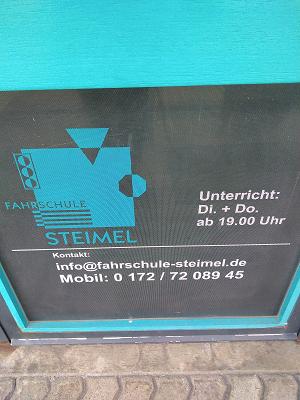 FAHRSCHULE
STEIMEL
Unterricht:
Di. + Do.
ab 19.00 Uhr
Kontakt:
info@fahrschule-steimel.de
Mobil: 0 172 / 72 089 45